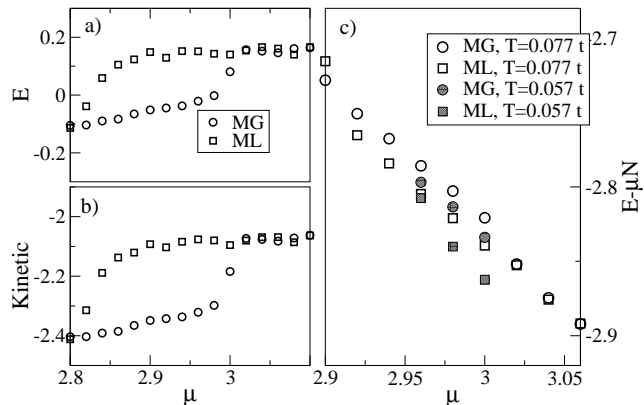 a)
0.2
0
-0.2
E
MG
ML
b)
-2
-2.2
-2.4
Kinetic
2.8
2.9
3
μ
c)
MG, T=0.077 t
ML, T=0.077 t
MG, T=0.057 t
ML, T=0.057 t
-2.7
-2.8
-2.9
E-μN
2.9
2.95
3
3.05
μ